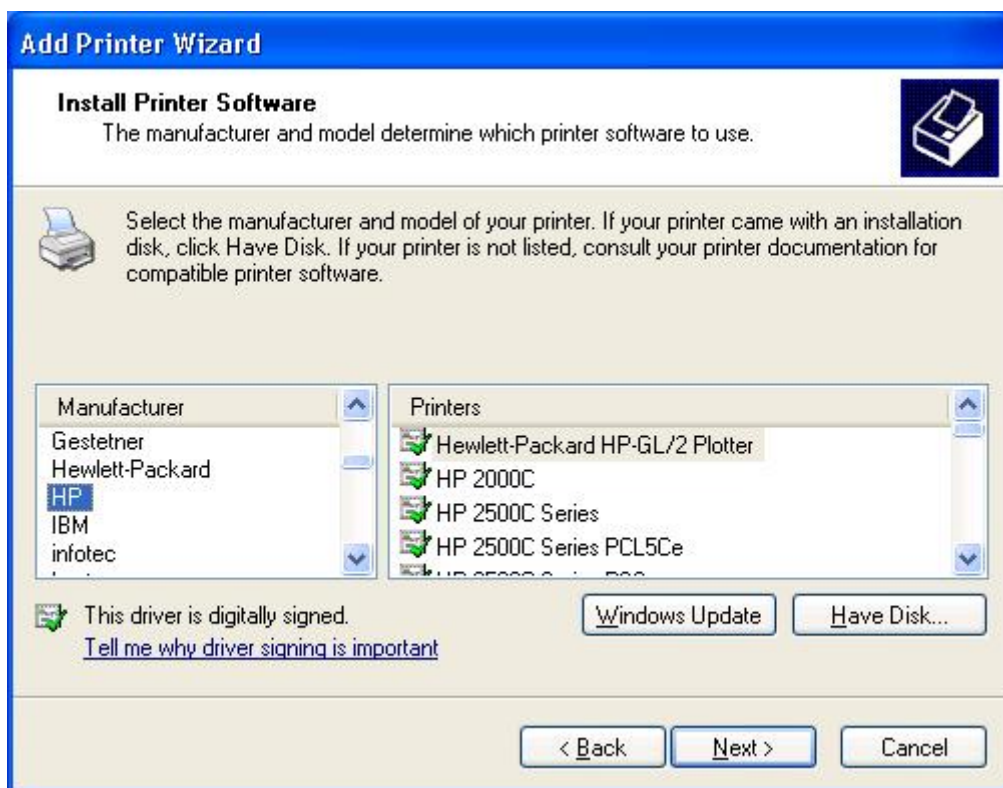 Add Printer Wizard
Install Printer Software
The manufacturer and model determine which printer software to use.
Select the manufacturer and model of your printer. If your printer came with an installation
disk, click Have Disk. If your printer is not listed, consult your printer documentation for
compatible printer software.
Manufacturer
Gestetner
Hewlett-Packard
HP
IBM
infotec
Printers
Hewlett-Packard HP-GL/2 Plotter
HP 2000C
HP 2500C Series
HP 2500C Series PCL5Ce
This driver is digitally signed.
Tell me why driver signing is important
Windows Update
Have Disk...
< Back
Next >
Cancel